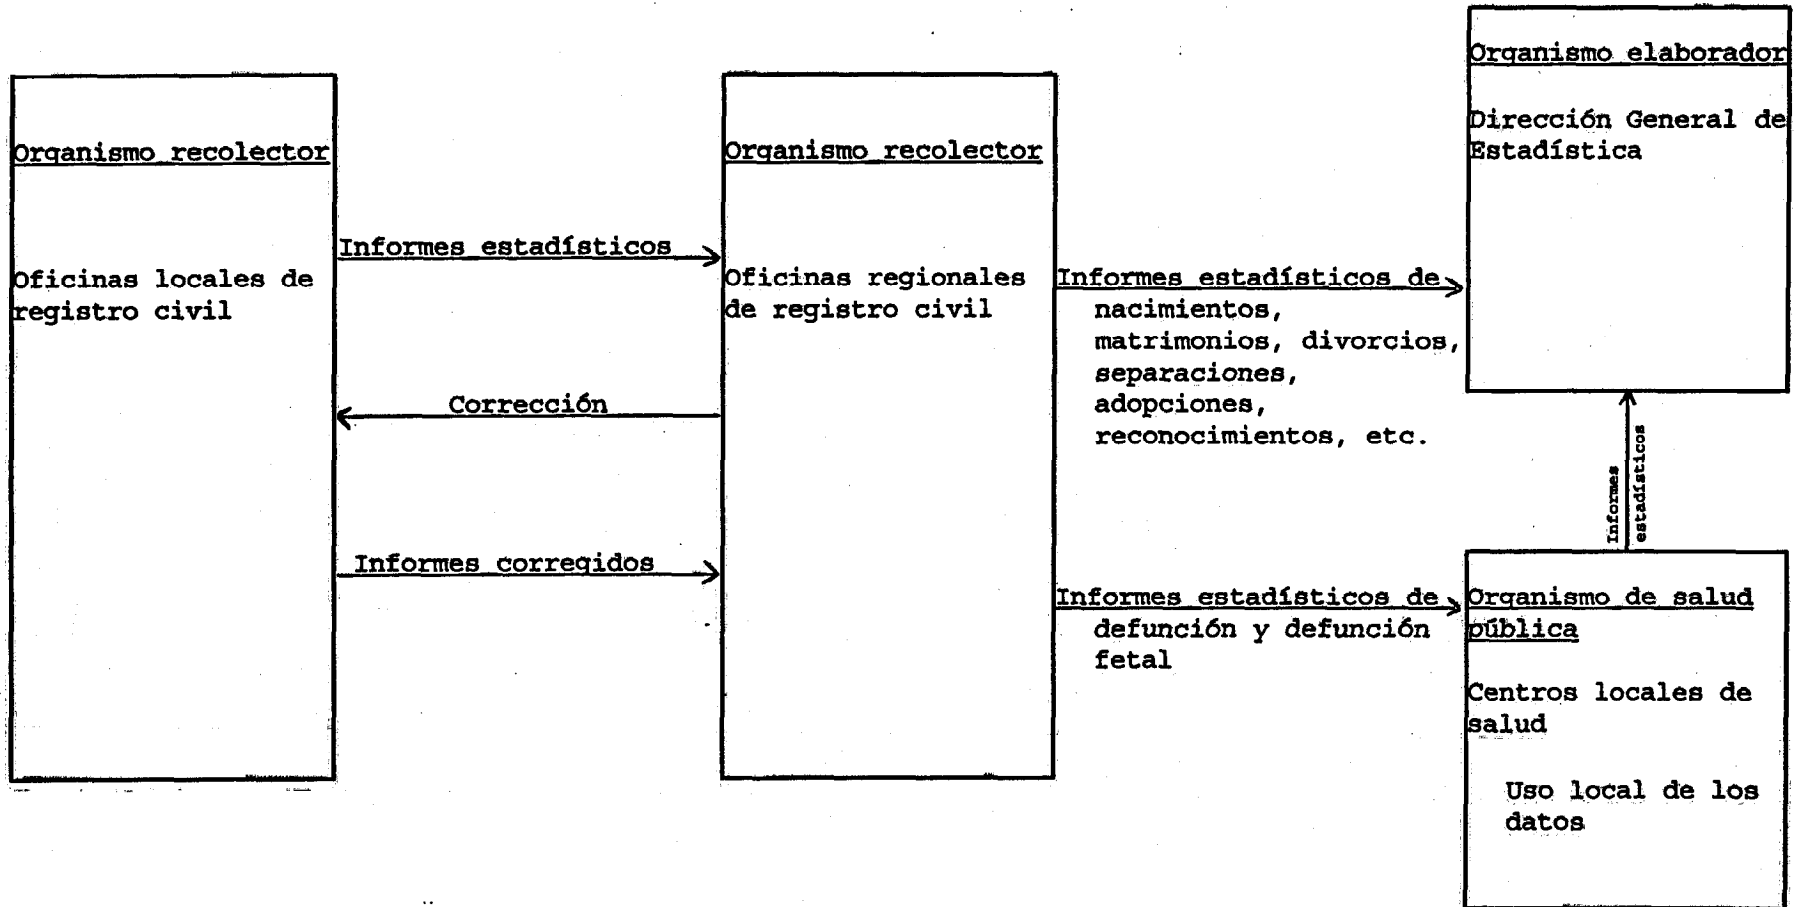 Organismo recolector
Oficinas locales de
registro civil
Informes estadísticos
Corrección
Informes corregidos
Organismo recolector
Oficinas regionales
de registro civil
Informes estadísticos de
nacimientos,
matrimonios, divorcios,
separaciones,
adopciones,
reconocimientos, etc.
Informes estadísticos de
defunción y defunción
fetal
Organismo elaborador
Dirección General de
Estadística
Informes
estadísticos
Organismo de salud
pública
Centros locales de
salud
Uso local de los
datos